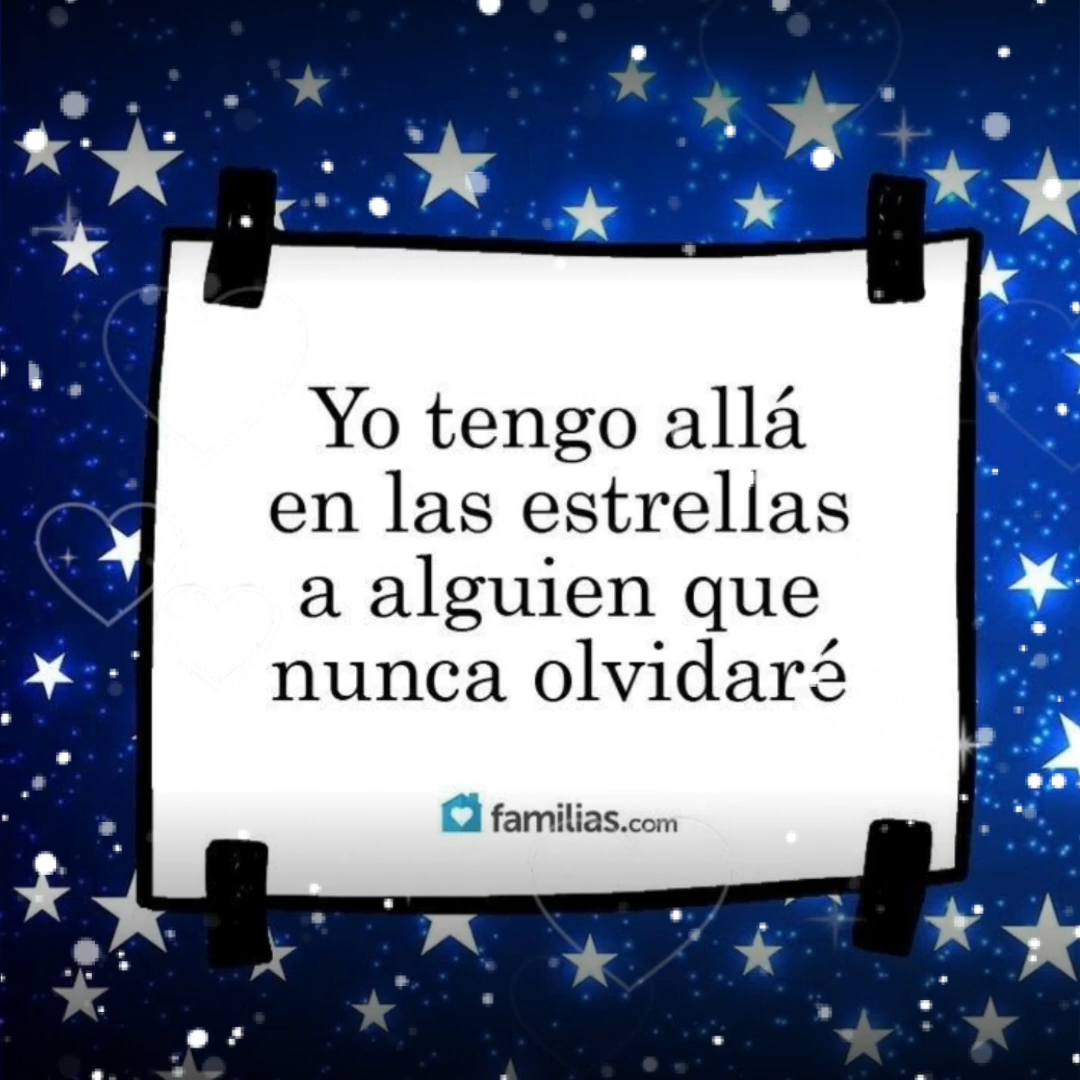 Yo tengo allá
en las estrellas
a alguien que
nunca olvidaré
familias.com